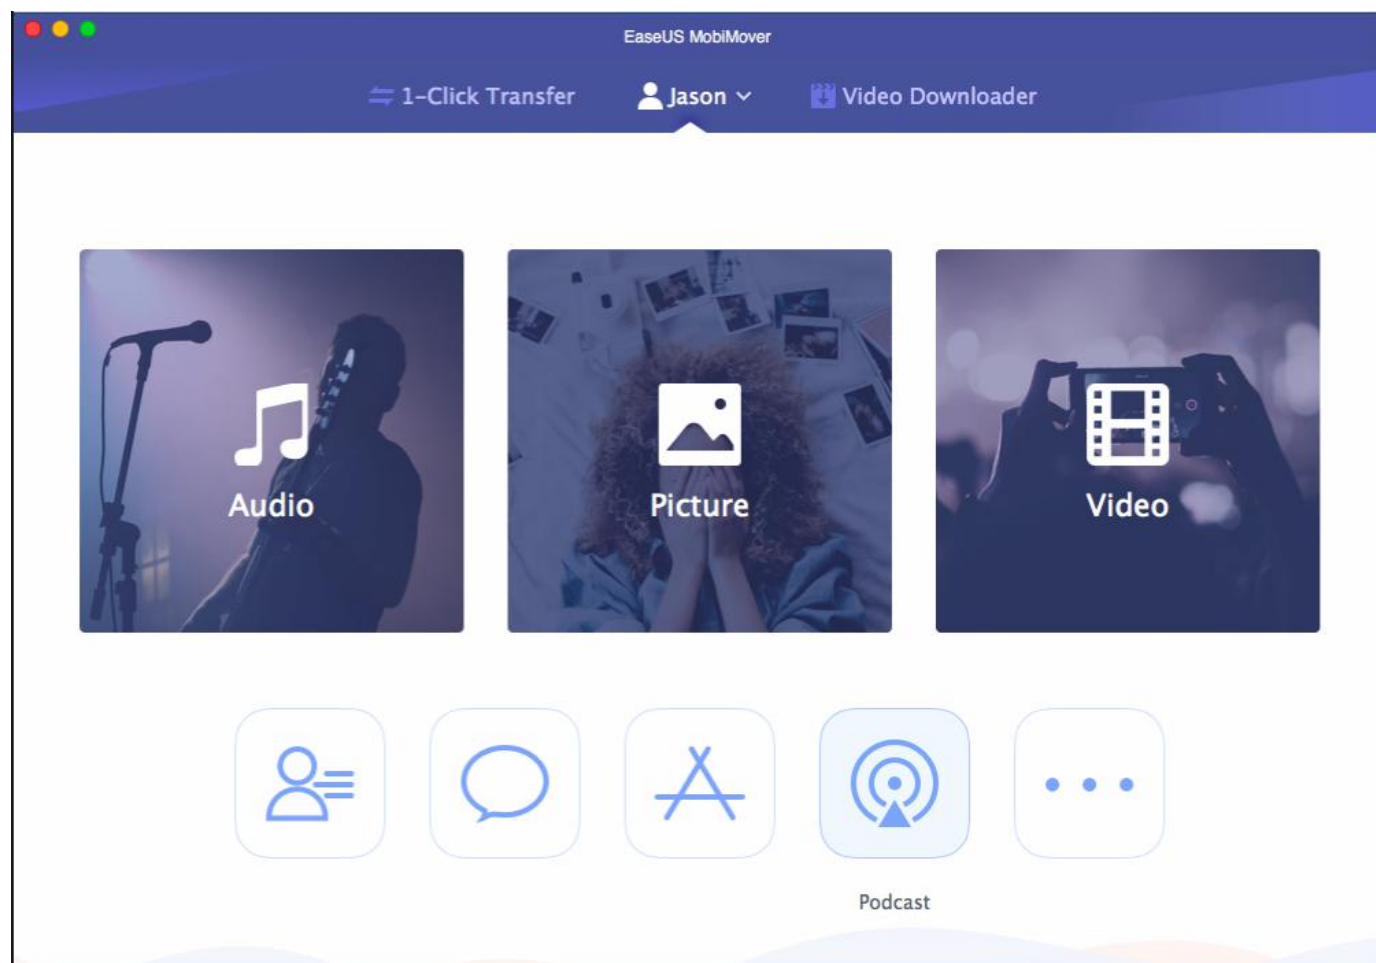 EaseUS MobiMover
1-Click Transfer
Jason
Video Downloader
Audio
Picture
Video
Podcast